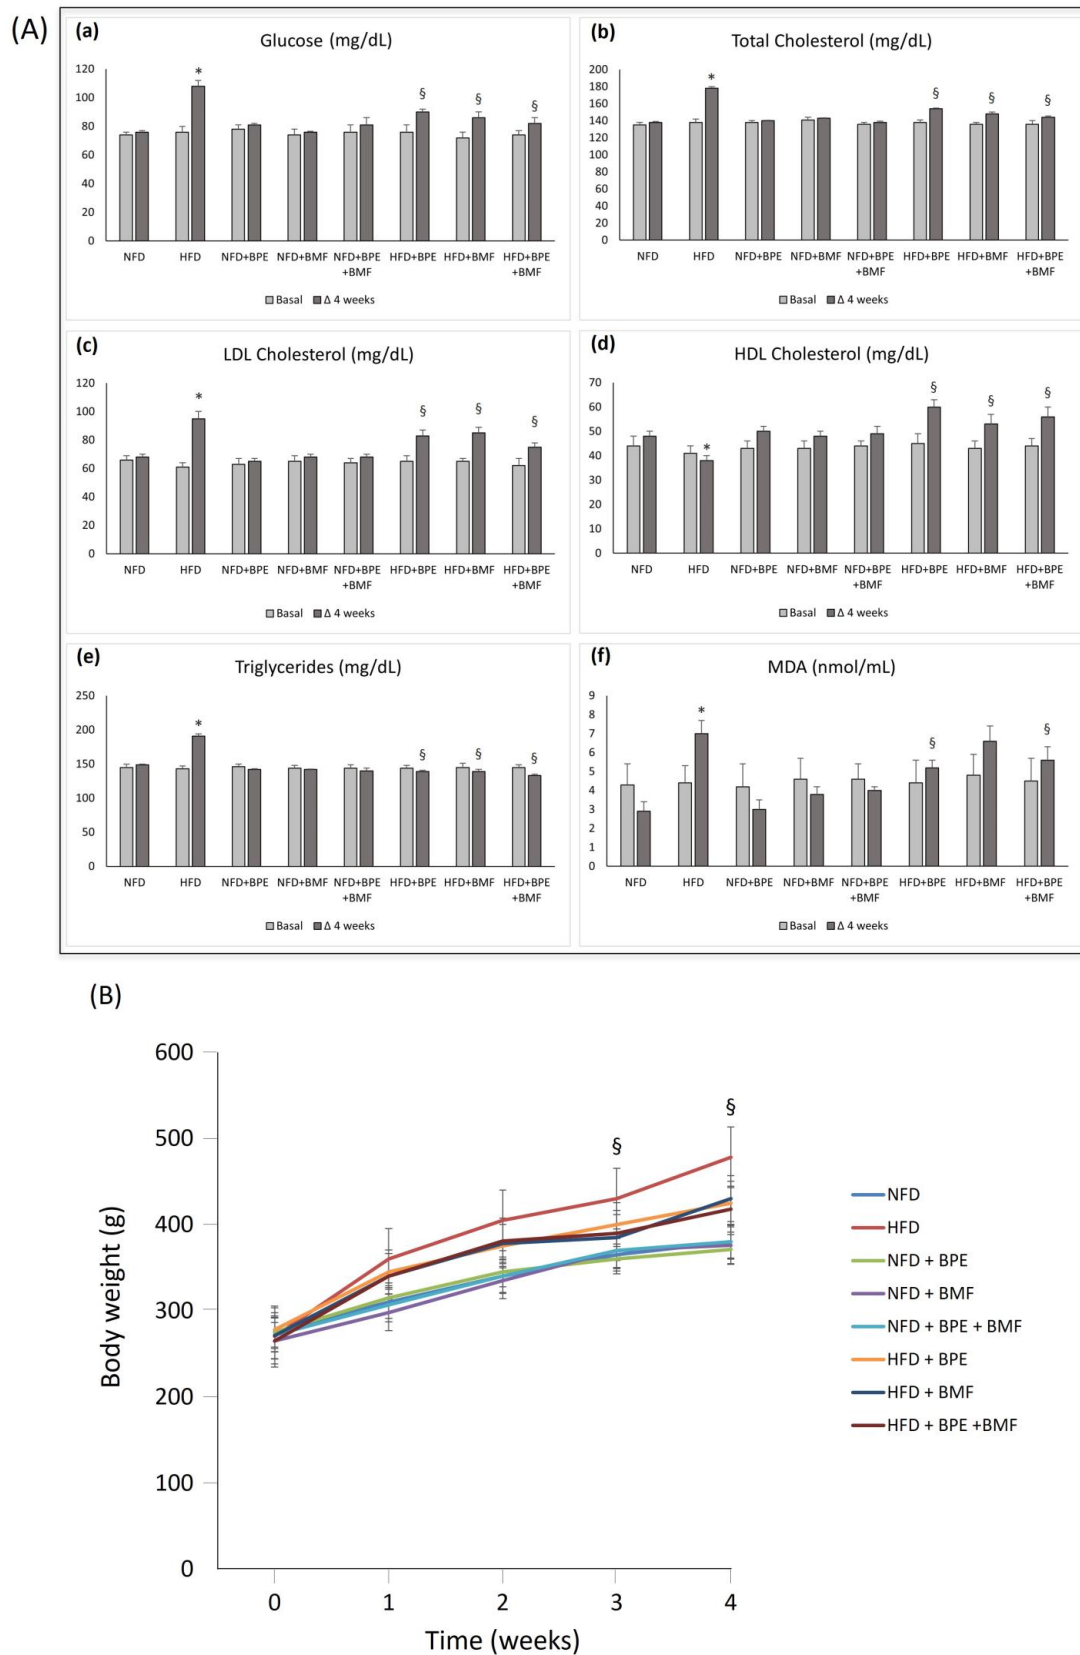 (A)
(a)
Glucose (mg/dL)
120
100
80
60
40
20
0
*
§
§
§
NFD
HFD
NFD+BPE
NFD+BMF
NFD+BPE
+BMF
HFD+BPE
HFD+BMF
HFD+BPE
+BMF
Basal
Δ 4 weeks
(b)
Total Cholesterol (mg/dL)
200
180
160
140
120
100
80
60
40
20
0
*
§
§
§
NFD
HFD
NFD+BPE
NFD+BMF
NFD+BPE
+BMF
HFD+BPE
HFD+BMF
HFD+BPE
+BMF
Basal
Δ 4 weeks
(c)
LDL Cholesterol (mg/dL)
120
100
80
60
40
20
0
*
§
§
§
NFD
HFD
NFD+BPE
NFD+BMF
NFD+BPE
+BMF
HFD+BPE
HFD+BMF
HFD+BPE
+BMF
Basal
Δ 4 weeks
(d)
HDL Cholesterol (mg/dL)
70
60
50
40
30
20
10
0
*
§
§
§
NFD
HFD
NFD+BPE
NFD+BMF
NFD+BPE
+BMF
HFD+BPE
HFD+BMF
HFD+BPE
+BMF
Basal
Δ 4 weeks
(e)
Triglycerides (mg/dL)
250
200
150
100
50
0
*
§
§
§
NFD
HFD
NFD+BPE
NFD+BMF
NFD+BPE
+BMF
HFD+BPE
HFD+BMF
HFD+BPE
+BMF
Basal
Δ 4 weeks
(f)
MDA (nmol/mL)
9
8
7
6
5
4
3
2
1
0
*
§
§
NFD
HFD
NFD+BPE
NFD+BMF
NFD+BPE
+BMF
HFD+BPE
HFD+BMF
HFD+BPE
+BMF
Basal
Δ 4 weeks
(B)
Body weight (g)
600
500
400
300
200
100
0
§
§
0
1
2
3
4
Time (weeks)
NFD
HFD
NFD + BPE
NFD + BMF
NFD + BPE + BMF
HFD + BPE
HFD + BMF
HFD + BPE +BMF